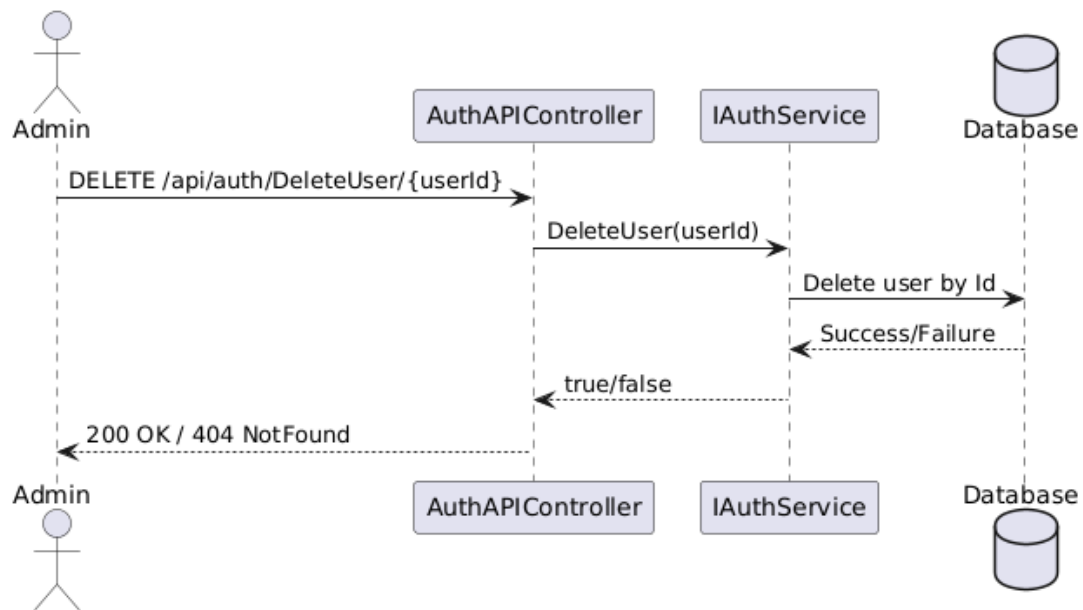 Admin
AuthAPIController
IAuthService
Database
DELETE /api/auth/DeleteUser/{userId}
DeleteUser(userId)
Delete user by Id
Success/Failure
true/false
200 OK / 404 NotFound
Admin
AuthAPIController
IAuthService
Database